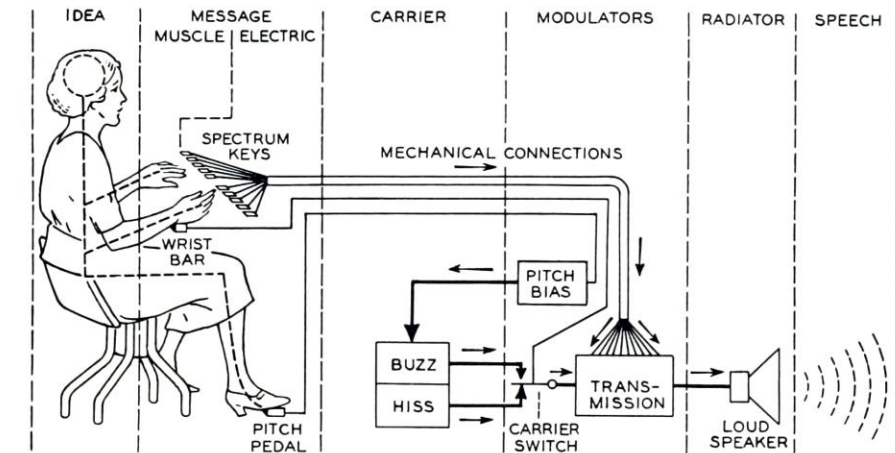 IDEA
MESSAGE
MUSCLE ELECTRIC
CARRIER
MODULATORS
RADIATOR
SPEECH
SPECTRUM
KEYS
MECHANICAL CONNECTIONS
WRIST
BAR
PITCH
BIAS
BUZZ
HISS
TRANS-
MISSION
CARRIER
SWITCH
LOUD
SPEAKER
PITCH
PEDAL